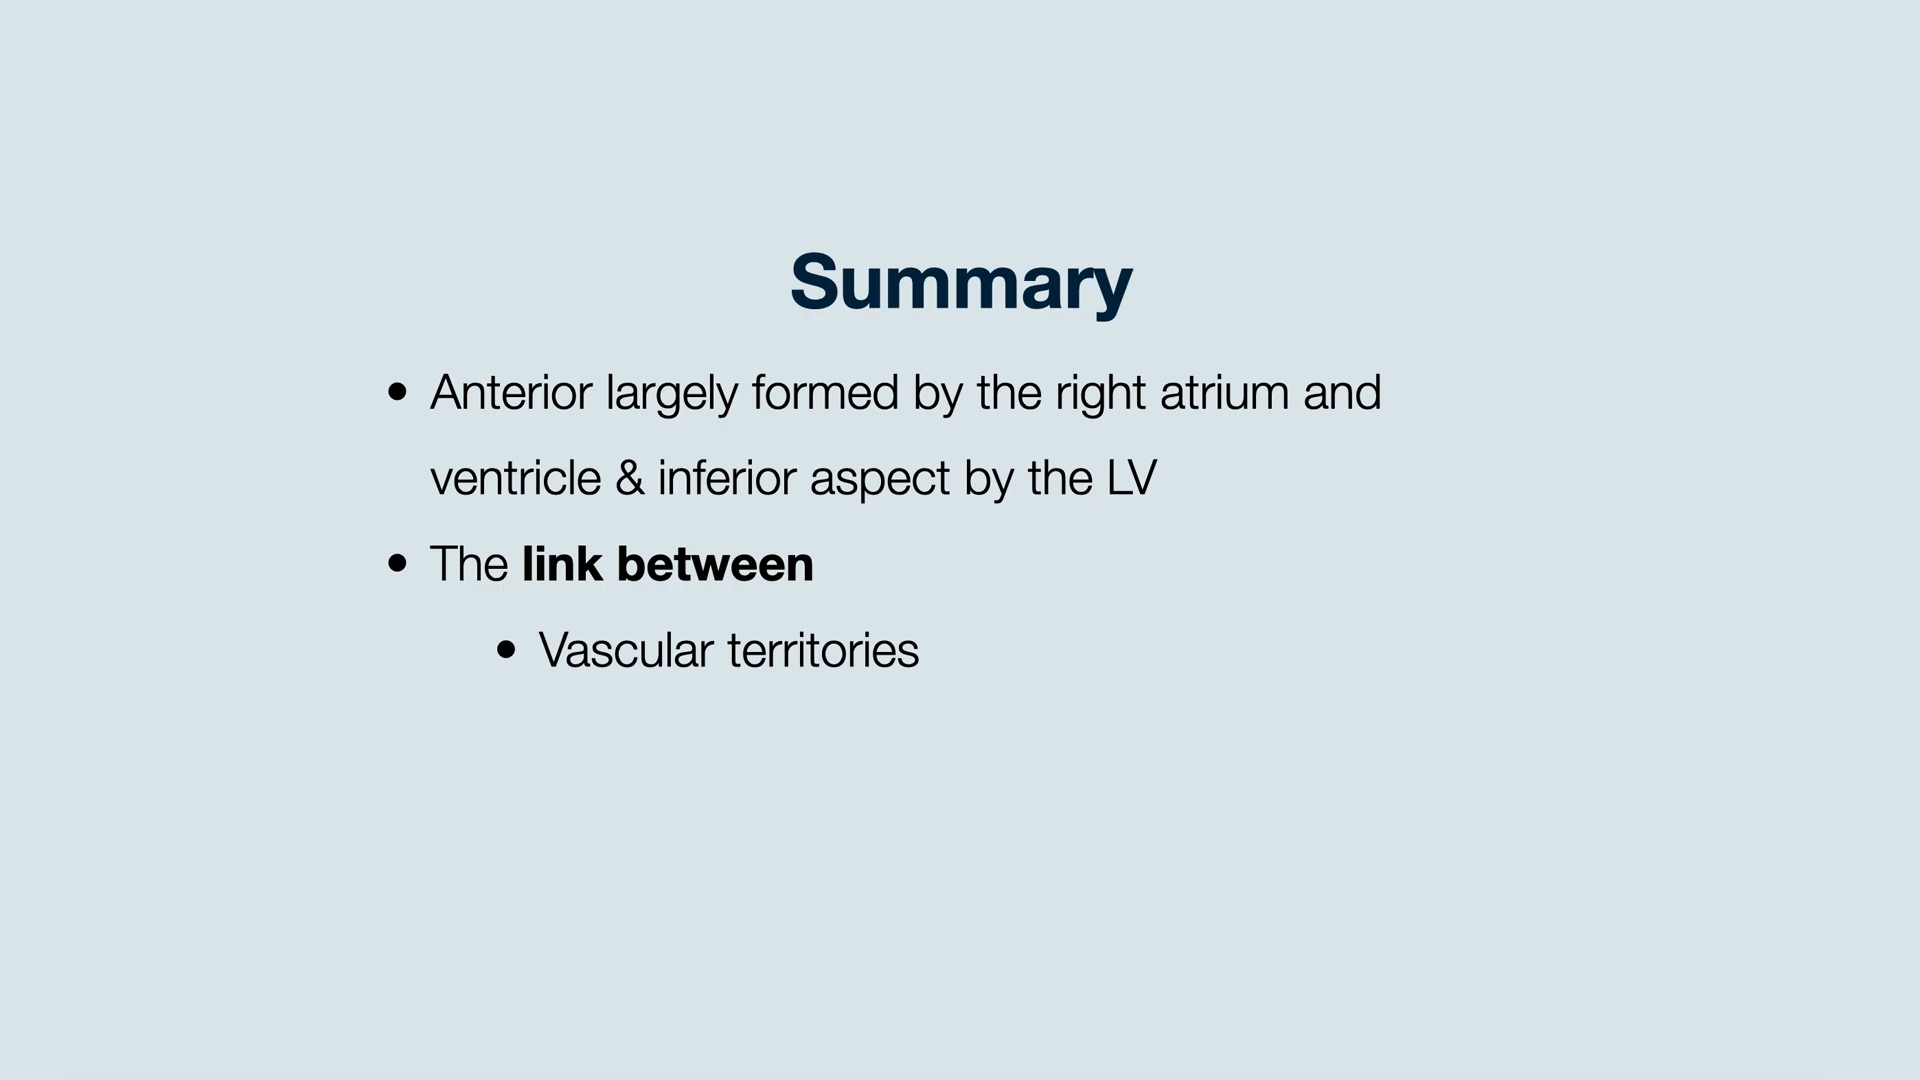 Summary
• Anterior largely formed by the right atrium and
ventricle & inferior aspect by the LV
• The link between
• Vascular territories